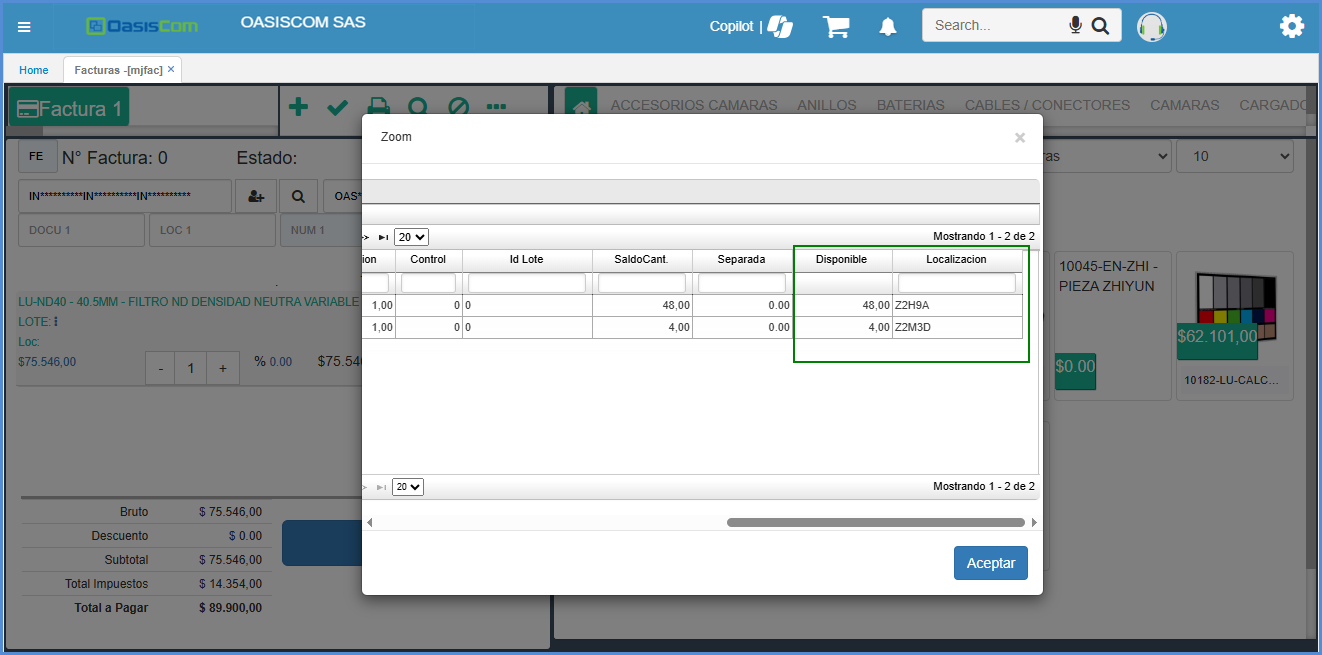 OasisCom
OASISCOM SAS
Copilot |
Search...
Home
Facturas -[mjfac] ×
Factura 1
ACCESORIOS CAMARAS ANILLOS BATERIAS CABLES / CONECTORES CAMARAS CARGADO
Zoom ×
FE N° Factura: 0 Estado:
ras 10
IN**********IN**********IN********** OAS*
DOCU 1 LOC 1 NUM 1
20 Mostrando 1 - 2 de 2
ion Control Id Lote SaldoCant. Separada Disponible Localizacion
1,00 0 0 48,00 0.00 48,00 Z2H9A
1,00 0 0 4,00 0.00 4,00 Z2M3D
10045-EN-ZHI -
PIEZA ZHIYUN
$0.00
$62.101,00
10182-LU-CALC...
LU-ND40 - 40.5MM - FILTRO ND DENSIDAD NEUTRA VARIABLE
LOTE:
Loc:
$75.546,00 - 1 + % 0.00 $75.54
20 Mostrando 1 - 2 de 2
Bruto $ 75.546,00
Descuento $ 0.00
Subtotal $ 75.546,00
Total Impuestos $ 14.354,00
Total a Pagar $ 89.900,00
Aceptar